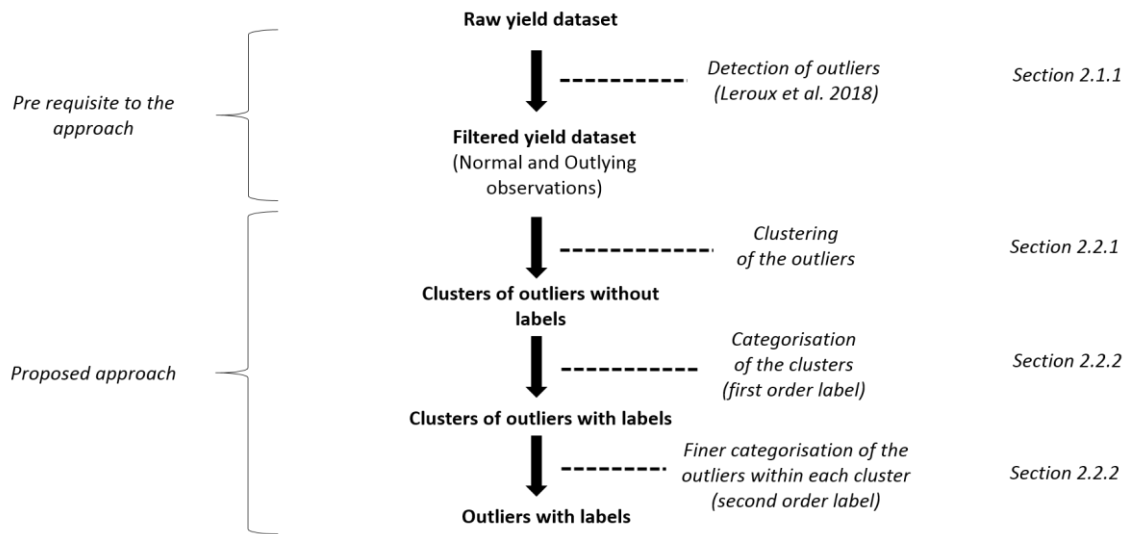 Raw yield dataset
Detection of outliers
(Leroux et al. 2018)
Section 2.1.1
Pre requisite to the
approach
Filtered yield dataset
(Normal and Outlying
observations)
Clustering
of the outliers
Section 2.2.1
Clusters of outliers without
labels
Proposed approach
Categorisation
of the clusters
(first order label)
Section 2.2.2
Clusters of outliers with labels
Finer categorisation of the
outliers within each cluster
(second order label)
Section 2.2.2
Outliers with labels